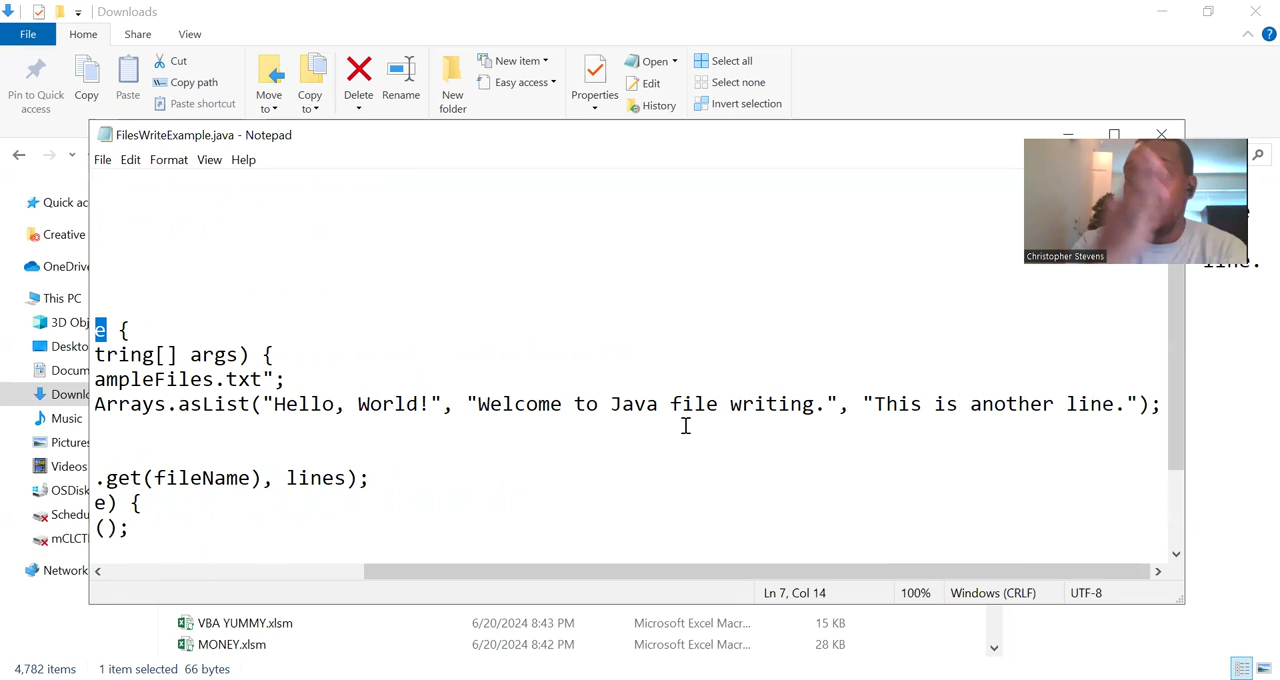 Downloads
File Home Share View
Pin to Quick access
Copy
Paste
Cut
Copy path
Paste shortcut
Move to
Copy to
Delete
Rename
New folder
New item
Easy access
Properties
Open
Edit
History
Select all
Select none
Invert selection
FilesWriteExample.java - Notepad
File Edit Format View Help
Christopher Stevens
Quick ac
Creative
OneDrive
This PC
3D Obj
Deskto
Docum
Downl
Music
Pictures
Videos
OSDisk
Schedu
mCLCT
Network
line.
e {
tring[] args) {
ampleFiles.txt";
Arrays.asList("Hello, World!", "Welcome to Java file writing.", "This is another line.");
.get(fileName), lines);
e) {
();
Ln 7, Col 14 100% Windows (CRLF) UTF-8
VBA YUMMY.xlsm 6/20/2024 8:43 PM Microsoft Excel Macr... 15 KB
MONEY.xlsm 6/20/2024 8:42 PM Microsoft Excel Macr... 28 KB
4,782 items 1 item selected 66 bytes